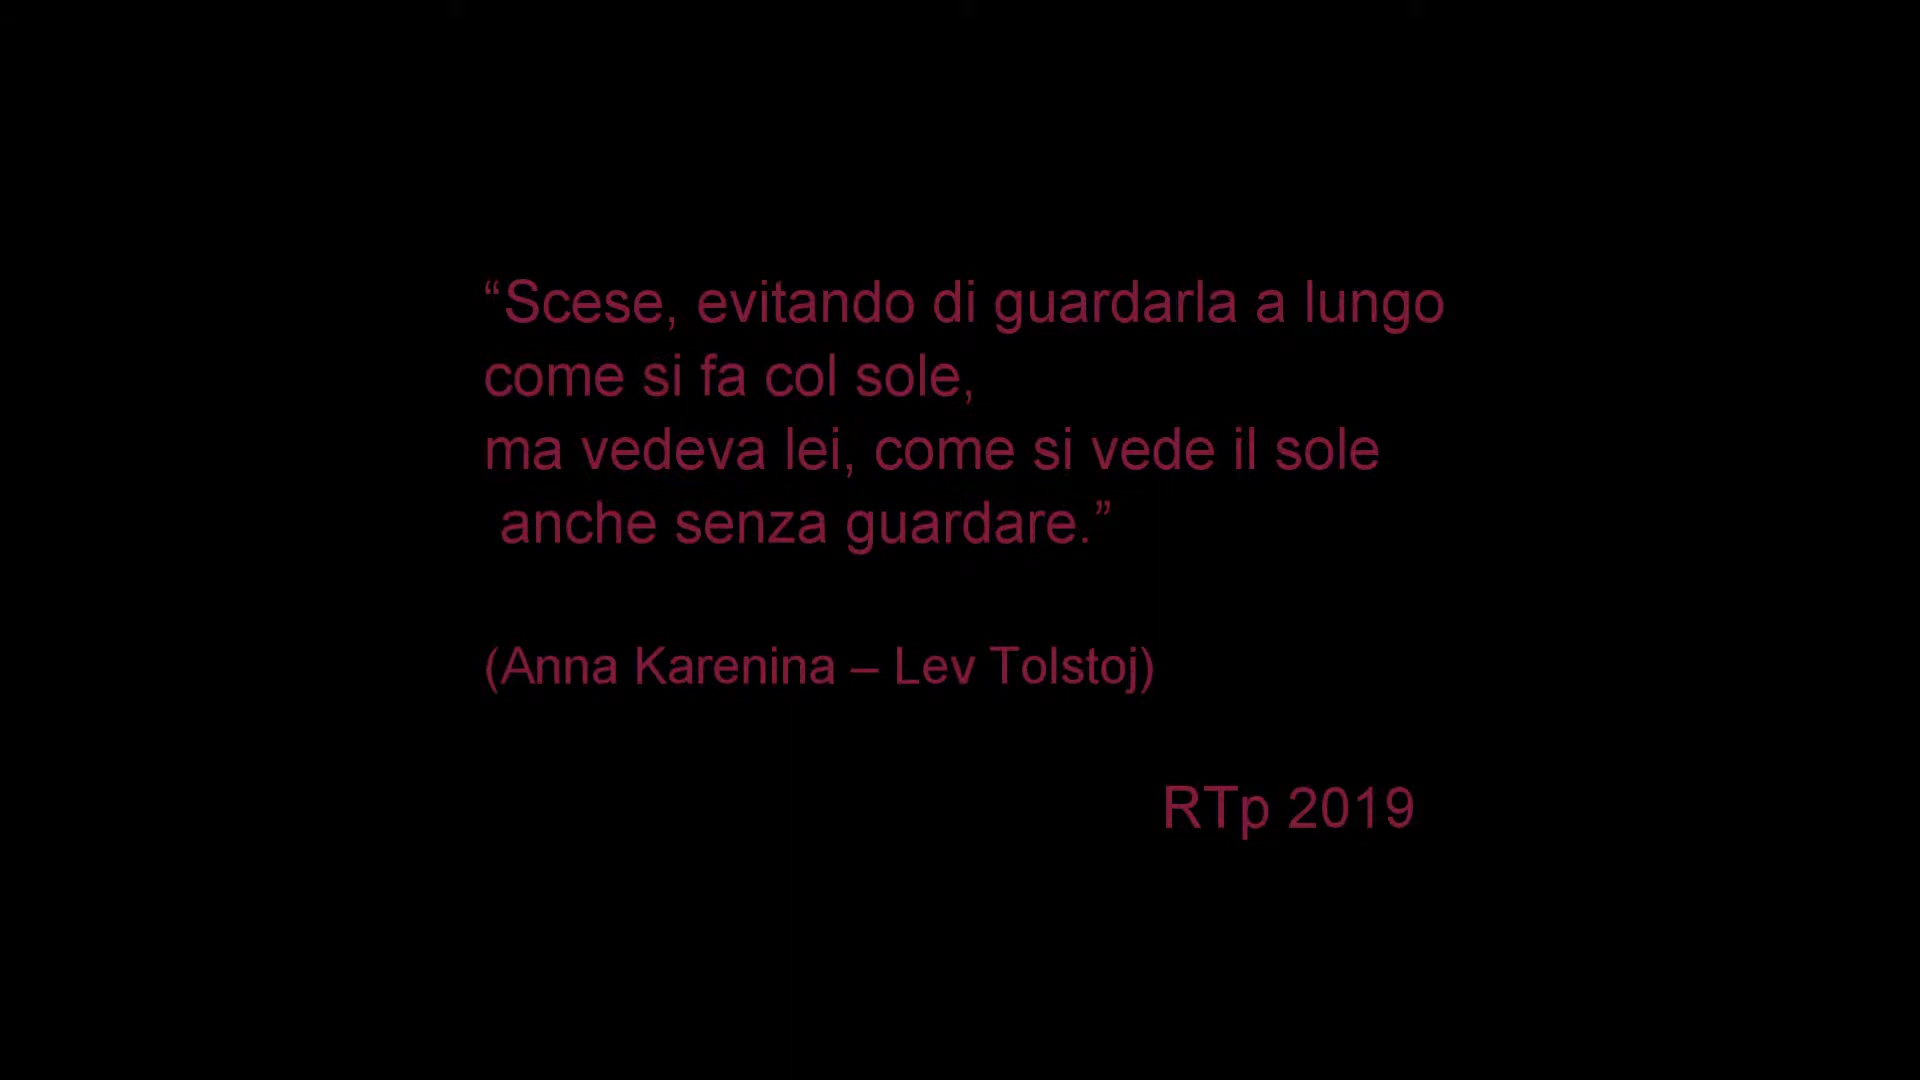 “Scese, evitando di guardarla a lungo
come si fa col sole,
ma vedeva lei, come si vede il sole
anche senza guardare.”
(Anna Karenina – Lev Tolstoj)
RTp 2019